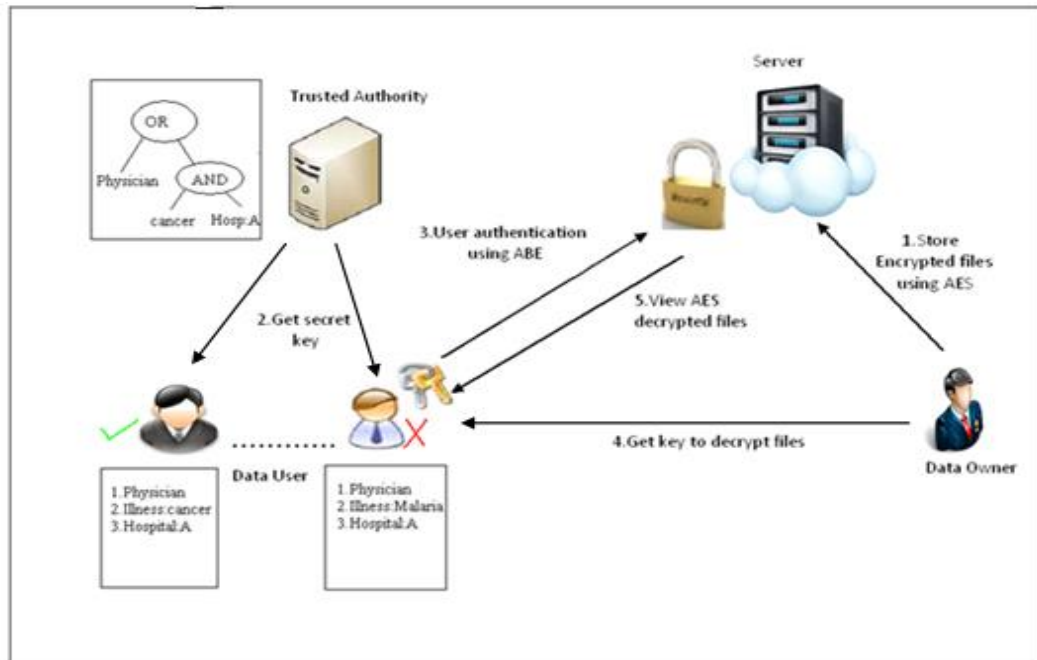 Server
Trusted Authority
OR
Physician
AND
cancer
Hosp:A
3.User authentication
using ABE
1.Store
Encrypted files
using AES
5.View AES
decrypted files
2.Get secret
key
4.Get key to decrypt files
Data User
Data Owner
1.Physician
2.Illness:cancer
3.Hospital:A
1.Physician
2.Illness:Malaria
3.Hospital:A